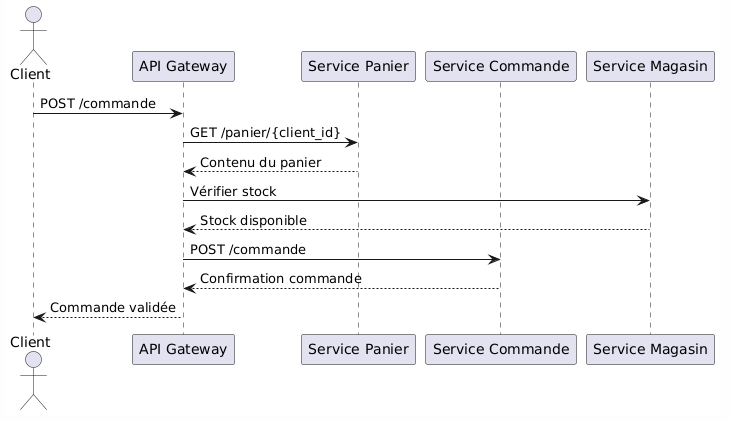 Client
API Gateway
Service Panier
Service Commande
Service Magasin
POST /commande
GET /panier/{client_id}
Contenu du panier
Vérifier stock
Stock disponible
POST /commande
Confirmation commande
Commande validée
Client
API Gateway
Service Panier
Service Commande
Service Magasin